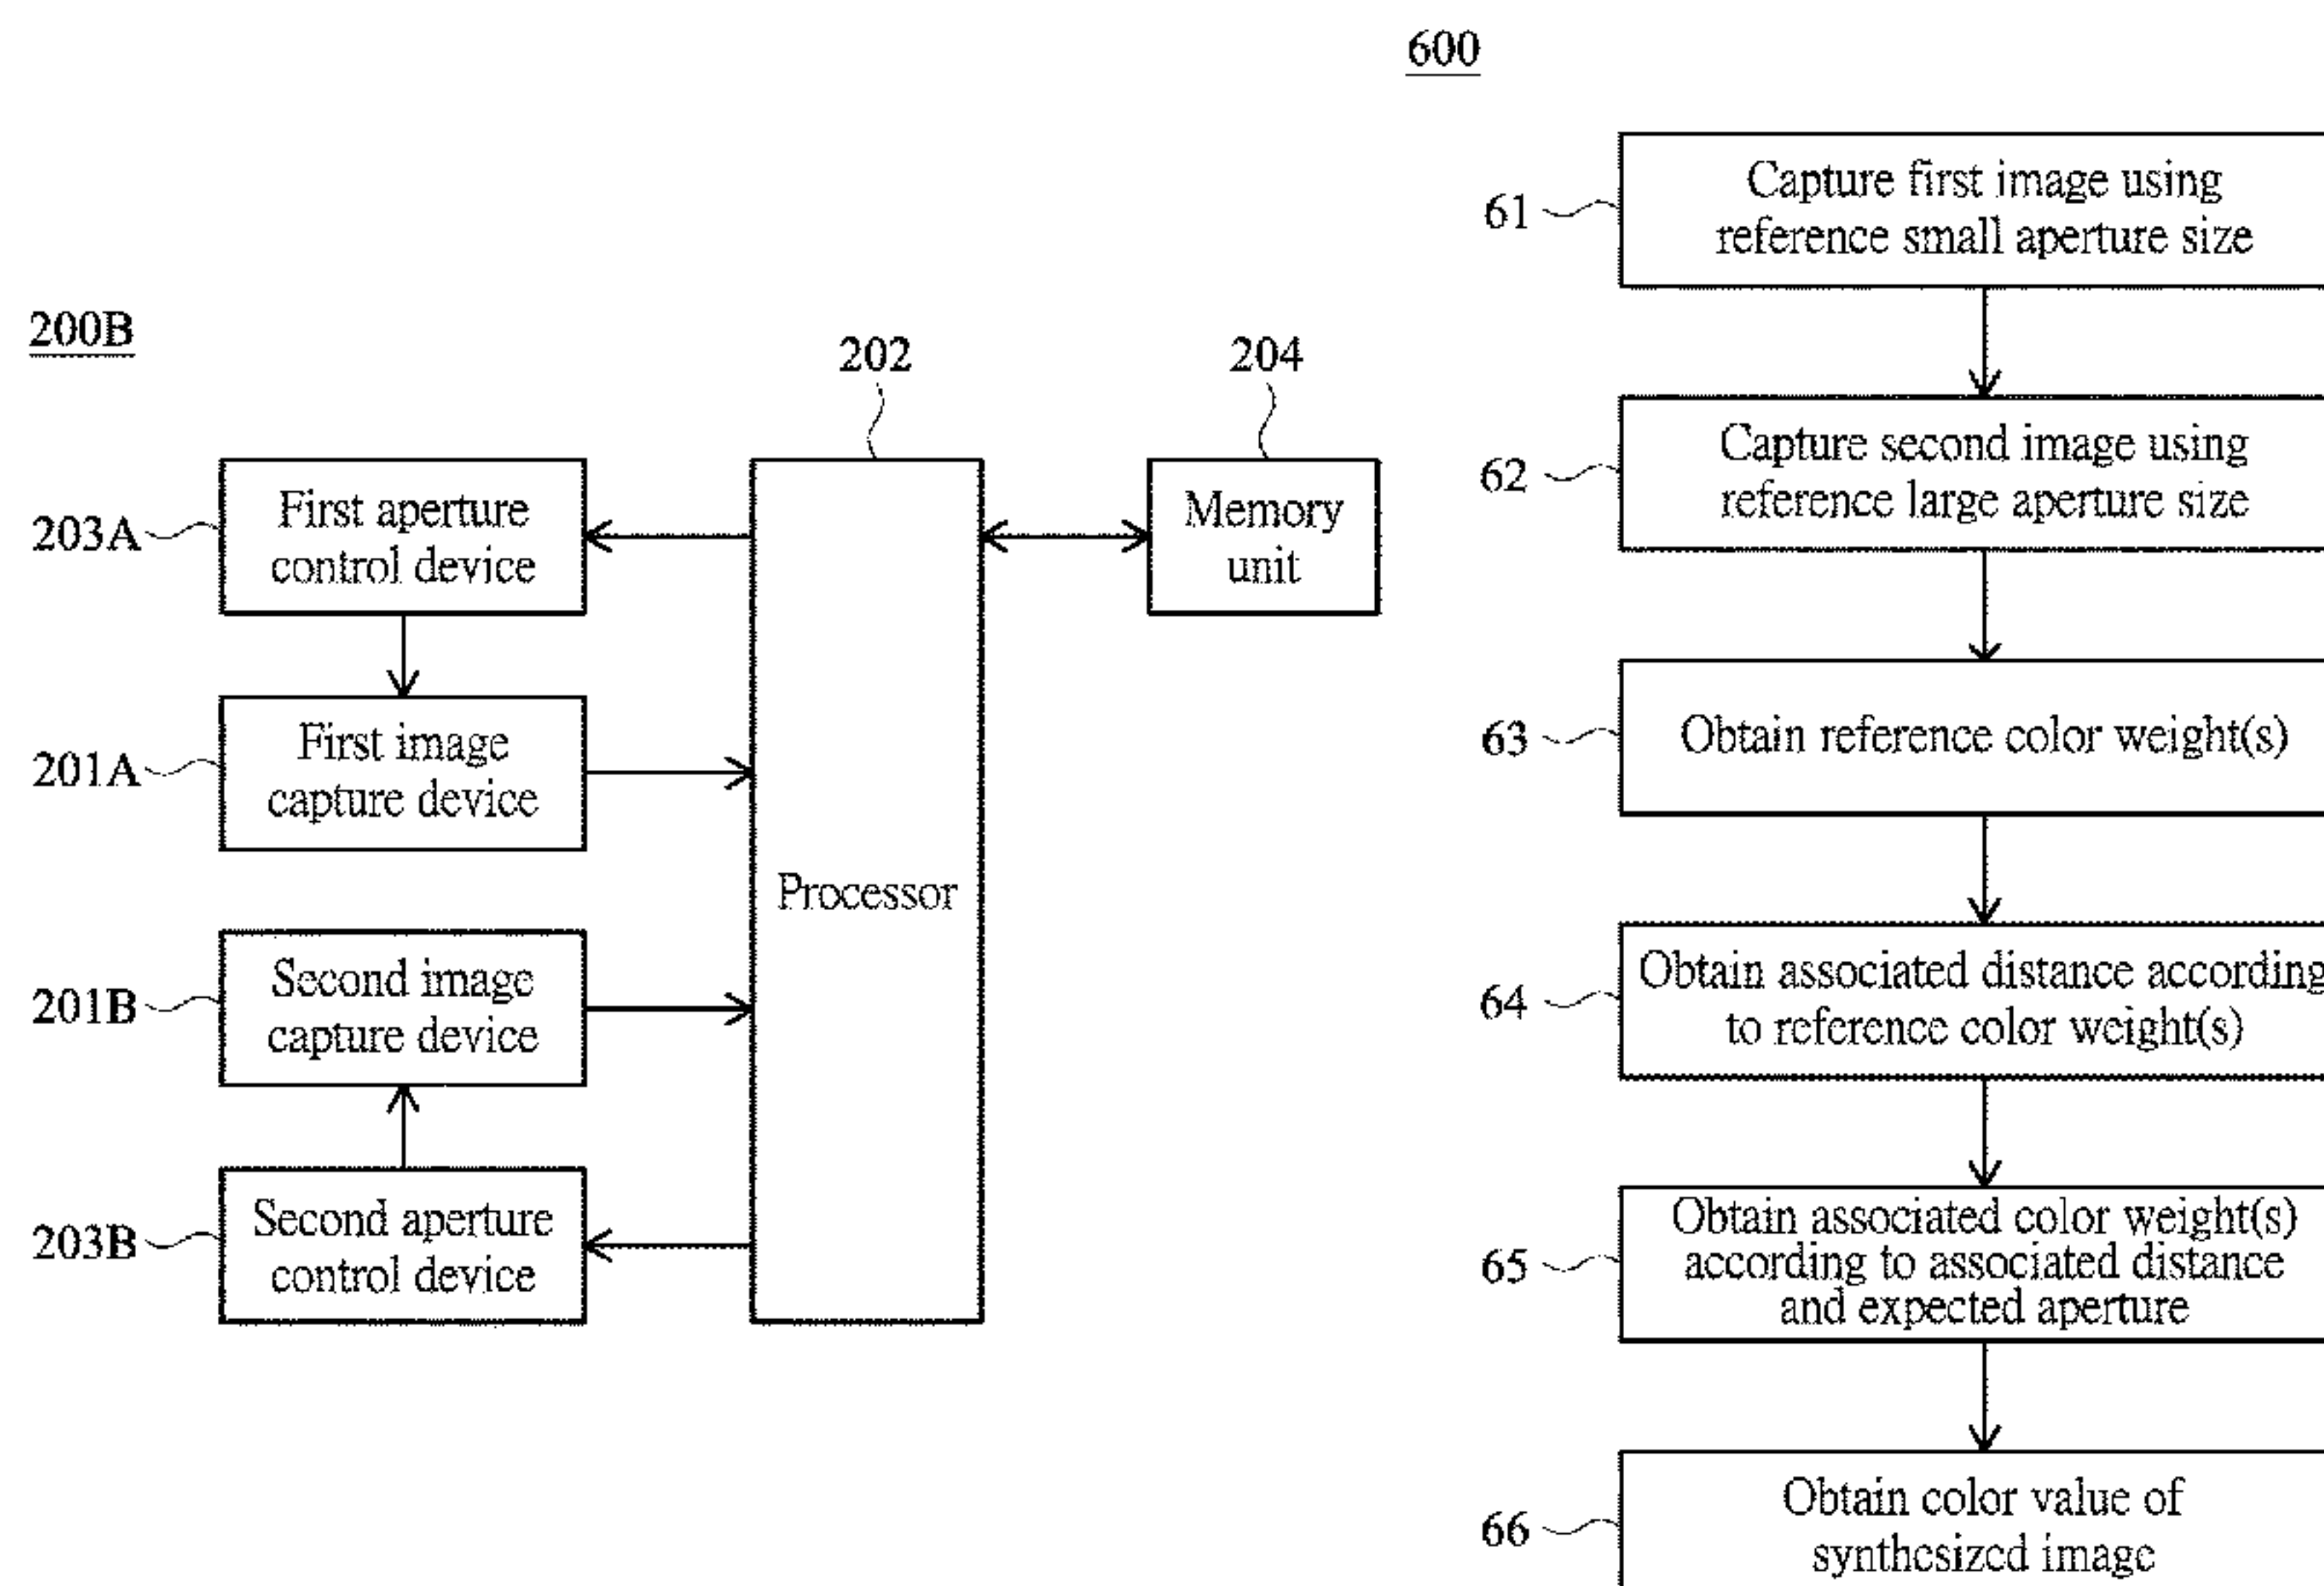 200B
202
204
203A
First aperture
control device
Memory
unit
201A
First image
capture device
Processor
201B
Second image
capture device
203B
Second aperture
control device
600
61
Capture first image using
reference small aperture size
62
Capture second image using
reference large aperture size
63
Obtain reference color weight(s)
64
Obtain associated distance according
to reference color weight(s)
65
Obtain associated color weight(s)
according to associated distance
and expected aperture
66
Obtain color value of
synthesized image